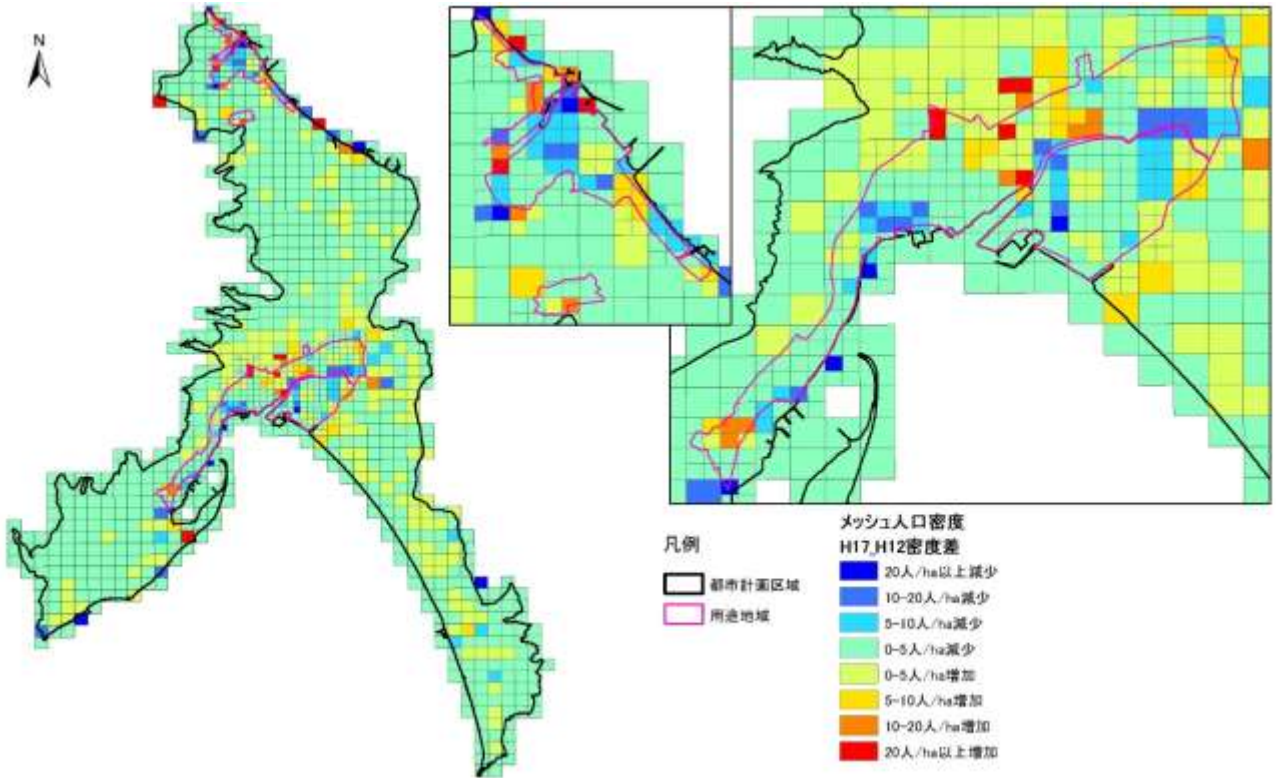 N
凡例
都市計画区域
用途地域
メッシュ人口密度
H17_H12密度差
20人/ha以上減少
10-20人/ha減少
5-10人/ha減少
0-5人/ha減少
0-5人/ha増加
5-10人/ha増加
10-20人/ha増加
20人/ha以上増加